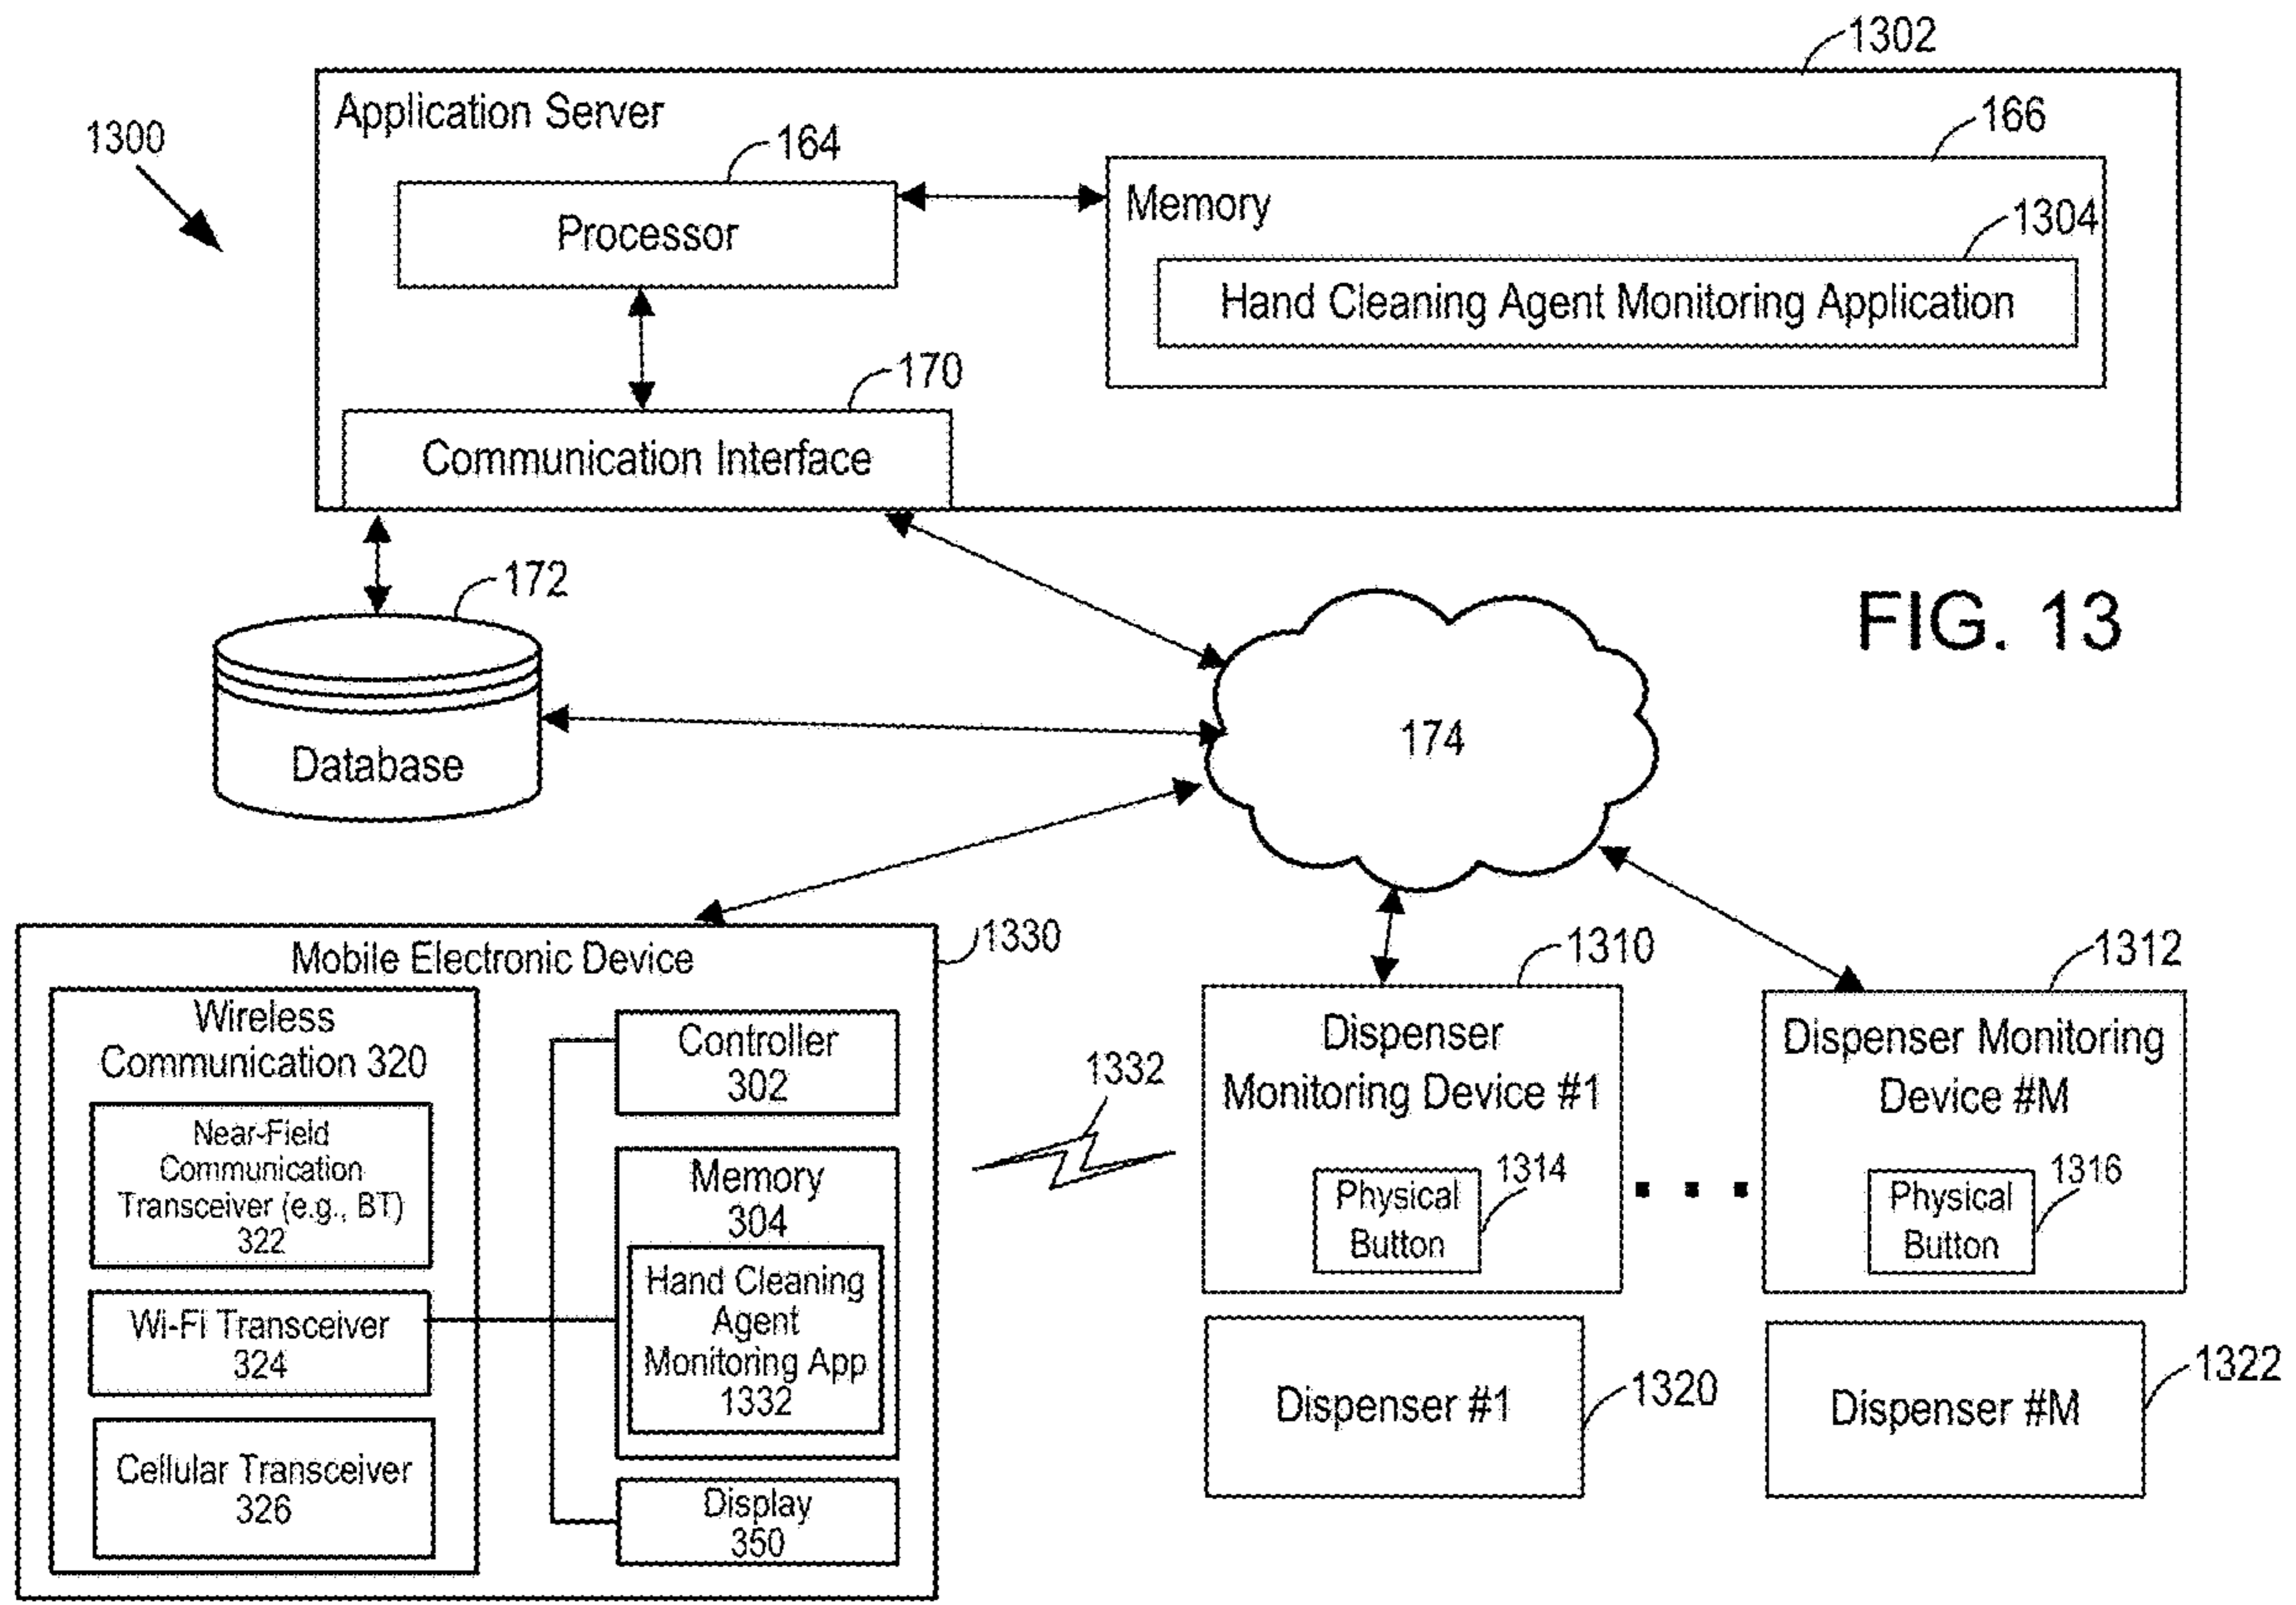 1302
Application Server
1300
164
166
Processor
Memory
1304
Hand Cleaning Agent Monitoring Application
170
Communication Interface
172
FIG. 13
Database
174
Mobile Electronic Device
1330
Wireless
Communication 320
Near-Field
Communication
Transceiver (e.g., BT)
322
Wi-Fi Transceiver
324
Cellular Transceiver
326
Controller
302
Memory
304
Hand Cleaning
Agent
Monitoring App
1332
Display
350
1332
1310
Dispenser
Monitoring Device #1
1314
Physical
Button
1312
Dispenser Monitoring
Device #M
1316
Physical
Button
Dispenser #1
1320
Dispenser #M
1322